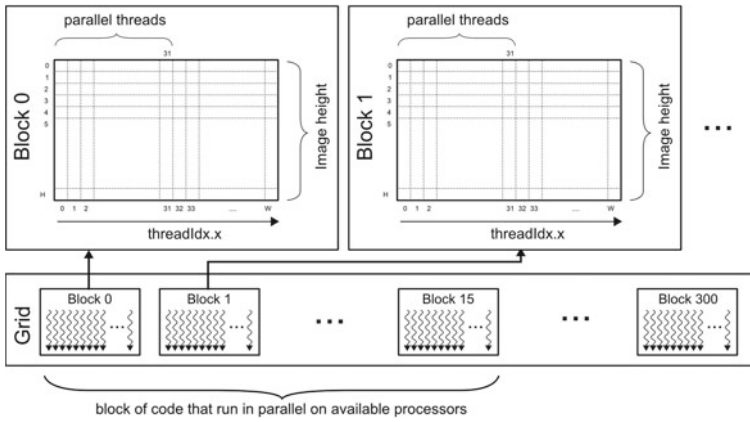 parallel threads
31
Block 0
0
1
2
3
4
5
H
Image height
0 1 2 31 32 33 .... W
threadIdx.x
parallel threads
31
Block 1
0
1
2
3
4
5
H
Image height
0 1 2 31 32 33 .... W
threadIdx.x
...
Grid
Block 0
...
Block 1
...
...
Block 15
...
...
Block 300
...
block of code that run in parallel on available processors